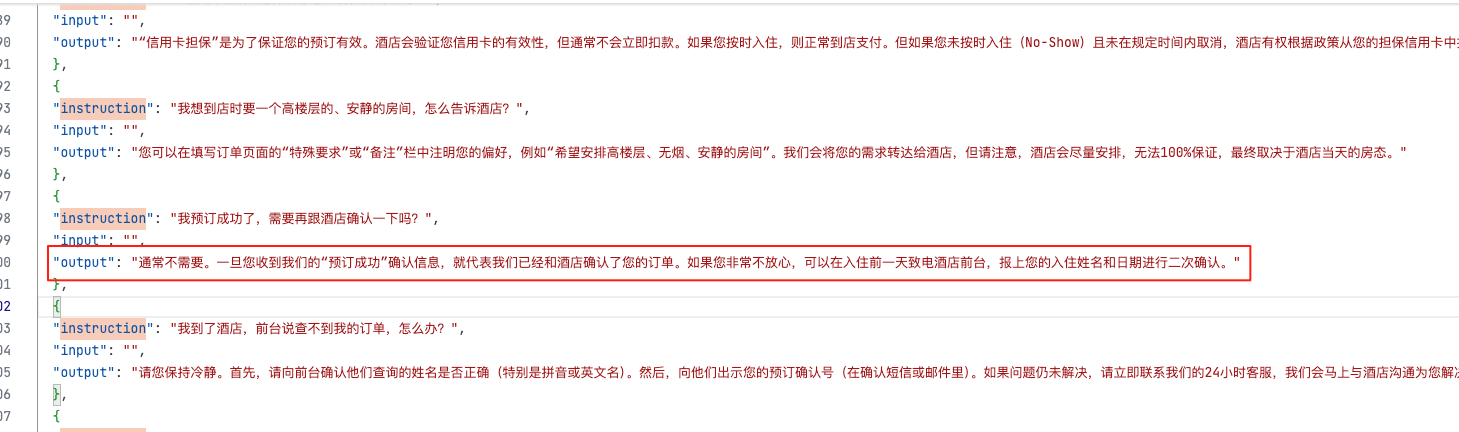 89 "input": "",
90 "output": "“信用卡担保”是为了保证您的预订有效。酒店会验证您信用卡的有效性，但通常不会立即扣款。如果您按时入住，则正常到店支付。但如果您未按时入住（No-Show）且未在规定时间内取消，酒店有权根据政策从您的担保信用卡中
91 },
92 {
93 "instruction": "我想到店时要一个高楼层的、安静的房间，怎么告诉酒店？",
94 "input": "",
95 "output": "您可以在填写订单页面的“特殊要求”或“备注”栏中注明您的偏好，例如“希望安排高楼层、无烟、安静的房间”。我们会将您的需求转达给酒店，但请注意，酒店会尽量安排，无法100%保证，最终取决于酒店当天的房态。"
96 },
97 {
98 "instruction": "我预订成功了，需要再跟酒店确认一下吗？",
99 "input": "",
00 "output": "通常不需要。一旦您收到我们的“预订成功”确认信息，就代表我们已经和酒店确认了您的订单。如果您非常不放心，可以在入住前一天致电酒店前台，报上您的入住姓名和日期进行二次确认。"
01 },
02 {
03 "instruction": "我到了酒店，前台说查不到我的订单，怎么办？",
04 "input": "",
05 "output": "请您保持冷静。首先，请向前台确认他们查询的姓名是否正确（特别是拼音或英文名）。然后，向他们出示您的预订确认号（在确认短信或邮件里）。如果问题仍未解决，请立即联系我们的24小时客服，我们会马上与酒店沟通为您解
06 },
07 {